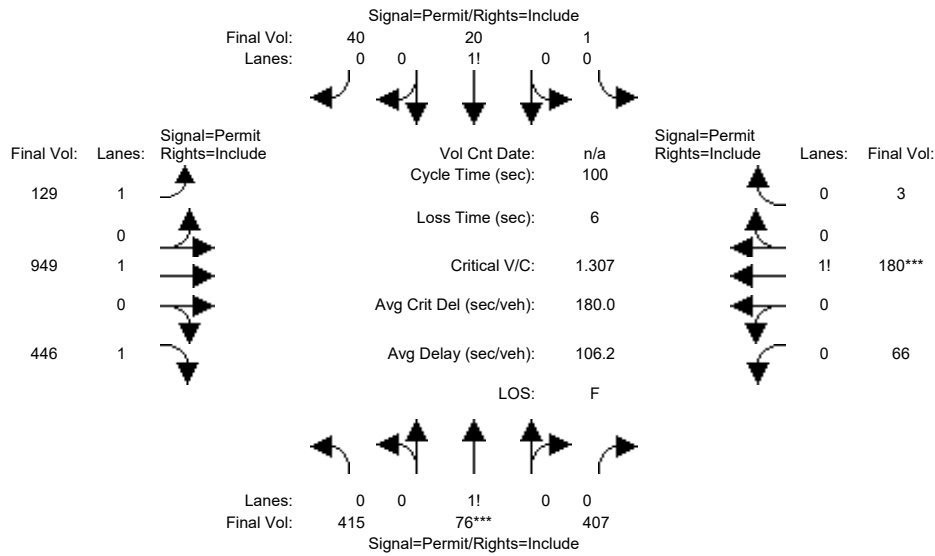 Signal=Permit/Rights=Include
Final Vol: 40 20 1
Lanes: 0 0 1! 0 0
Signal=Permit
Final Vol: Lanes: Rights=Include
Vol Cnt Date: n/a
Signal=Permit
Rights=Include Lanes: Final Vol:
Cycle Time (sec): 100
129 1
0 3
Loss Time (sec): 6
0
0
949 1
Critical V/C: 1.307
1! 180***
0
Avg Crit Del (sec/veh): 180.0
0
446 1
Avg Delay (sec/veh): 106.2
0 66
LOS: F
Lanes: 0 0 1! 0 0
Final Vol: 415 76*** 407
Signal=Permit/Rights=Include